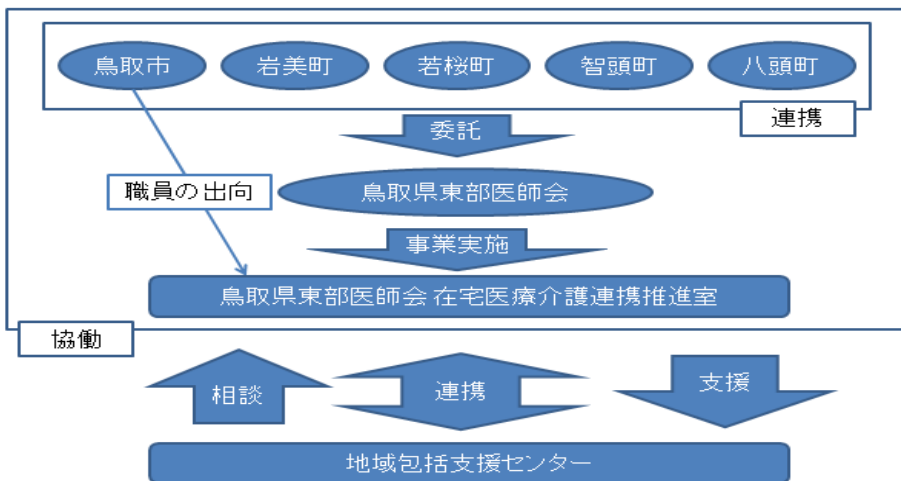 鳥取市
岩美町
若桜町
智頭町
八頭町
連携
委託
職員の出向
鳥取県東部医師会
事業実施
鳥取県東部医師会 在宅医療介護連携推進室
協働
相談
連携
支援
地域包括支援センター